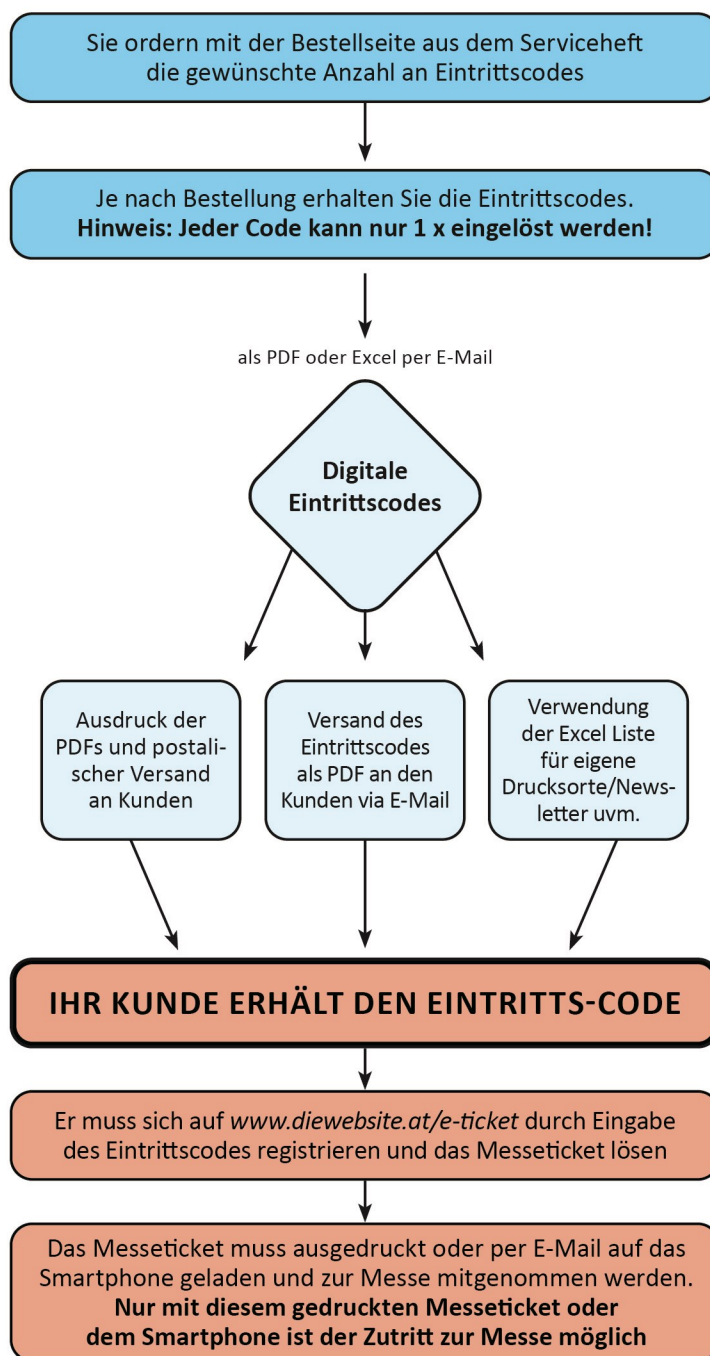 Sie ordern mit der Bestellseite aus dem Serviceheft
die gewünschte Anzahl an Eintrittscodes
Je nach Bestellung erhalten Sie die Eintrittscodes.
Hinweis: Jeder Code kann nur 1 x eingelöst werden!
als PDF oder Excel per E-Mail
Digitale
Eintrittscodes
Ausdruck der
PDFs und postali-
scher Versand
an Kunden
Versand des
Eintrittscodes
als PDF an den
Kunden via E-Mail
Verwendung
der Excel Liste
für eigene
Drucksorte/News-
letter uvm.
IHR KUNDE ERHÄLT DEN EINTRITTS-CODE
Er muss sich auf www.diewebsite.at/e-ticket durch Eingabe
des Eintrittscodes registrieren und das Messeticket lösen
Das Messeticket muss ausgedruckt oder per E-Mail auf das
Smartphone geladen und zur Messe mitgenommen werden.
Nur mit diesem gedruckten Messeticket oder
dem Smartphone ist der Zutritt zur Messe möglich